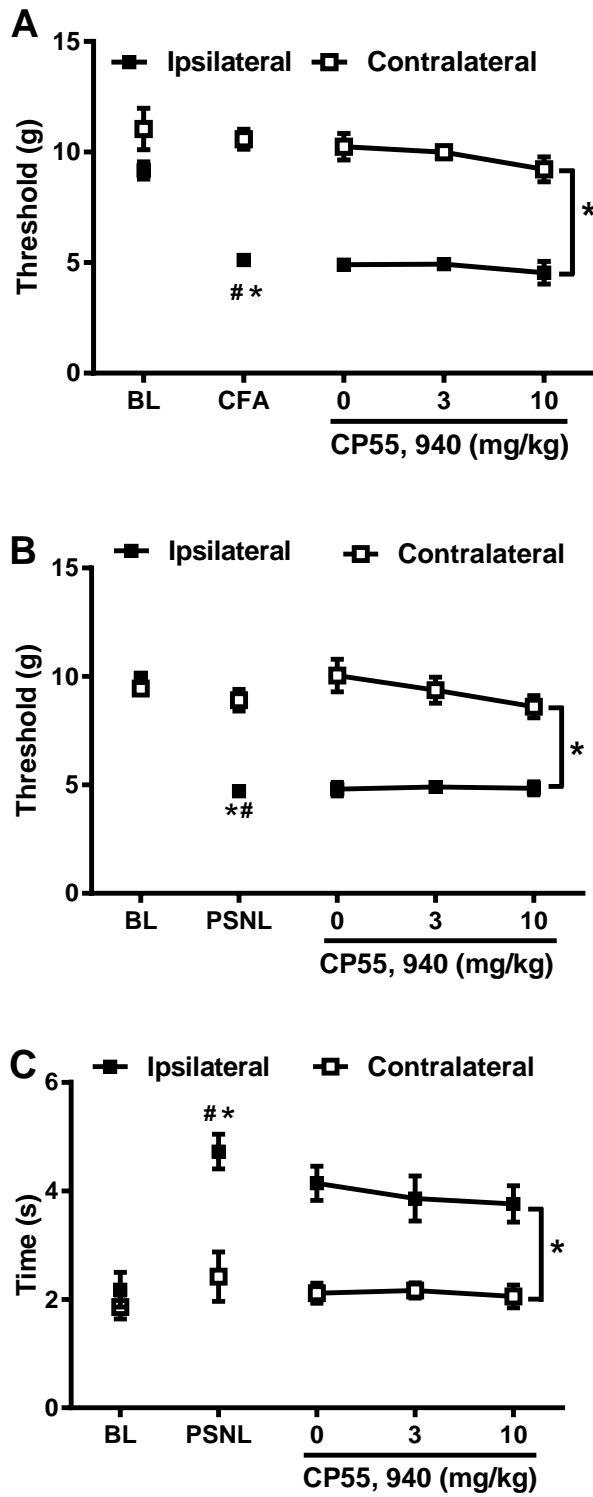 A
15
Ipsilateral
Contralateral
10
5
0
Threshold (g)
*
# *
BL
CFA
0
3
10
CP55, 940 (mg/kg)
B
Ipsilateral
Contralateral
15
10
5
0
Threshold (g)
*
*#
BL
PSNL
0
3
10
CP55, 940 (mg/kg)
C
Ipsilateral
Contralateral
6
4
2
0
Time (s)
# *
*
BL
PSNL
0
3
10
CP55, 940 (mg/kg)